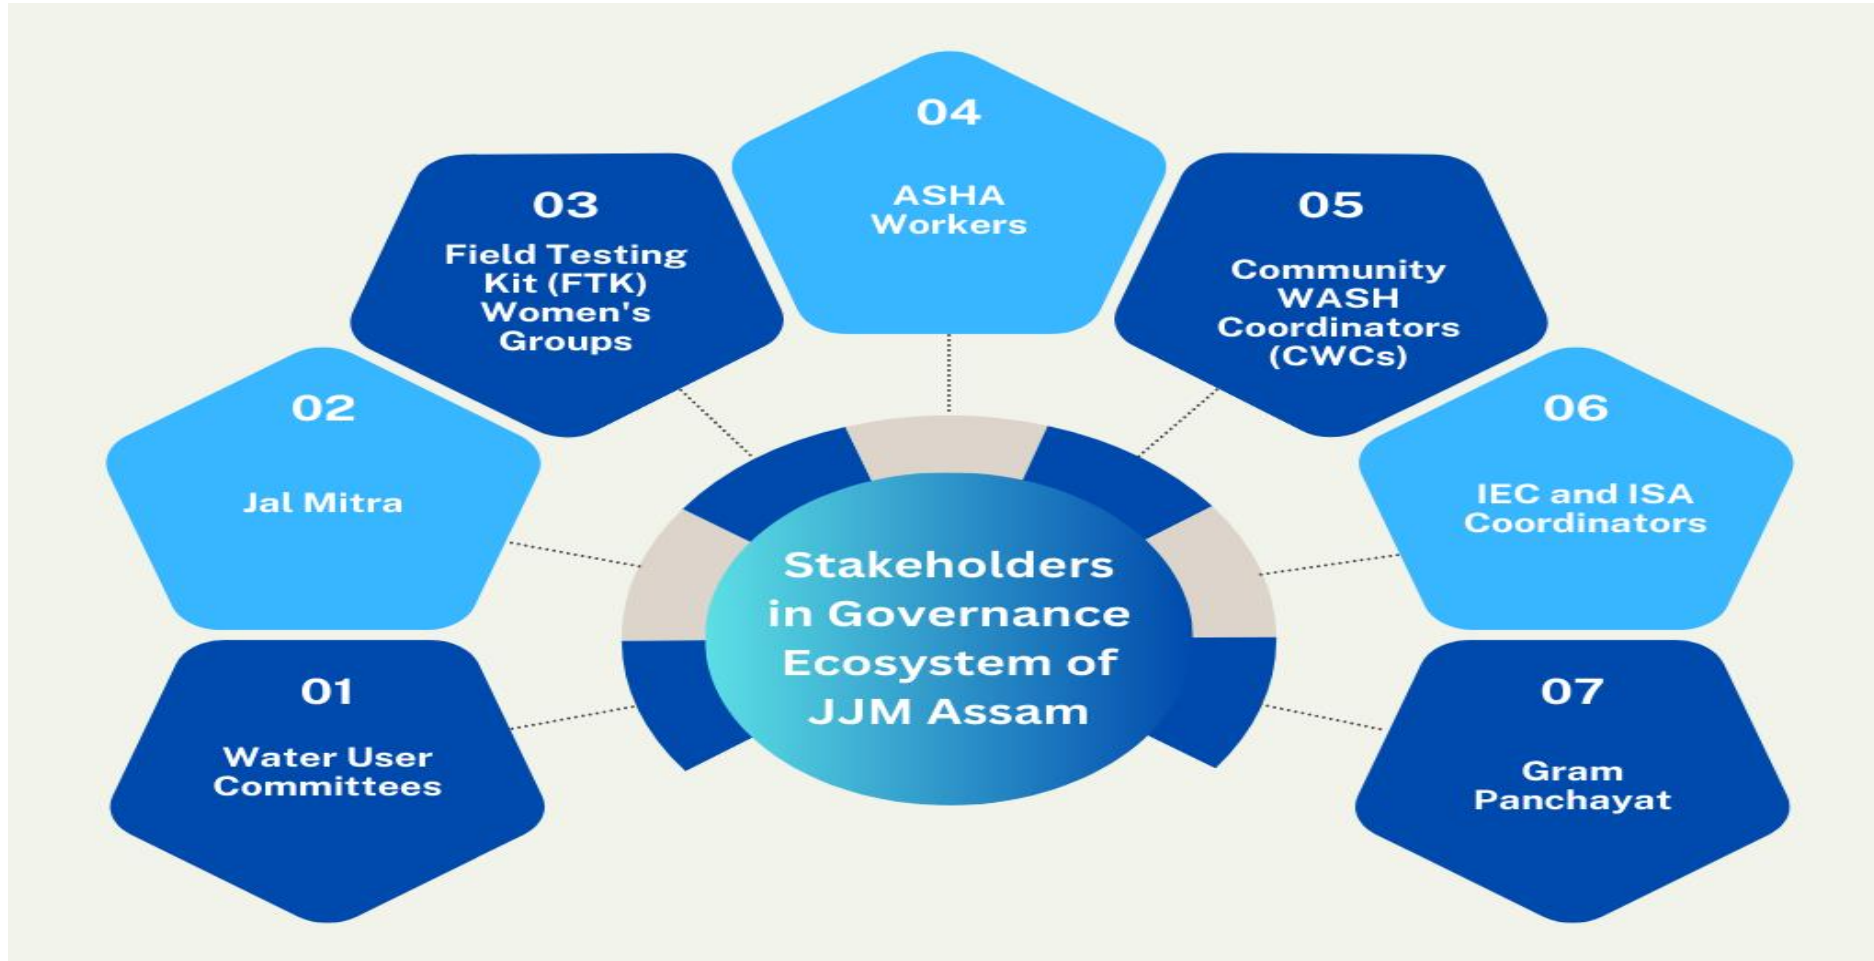 04
ASHA
Workers
03
Field Testing
Kit (FTK)
Women's
Groups
05
Community
WASH
Coordinators
(CWCs)
02
Jal Mitra
06
IEC and ISA
Coordinators
Stakeholders
in Governance
Ecosystem of
JJM Assam
01
Water User
Committees
07
Gram
Panchayat